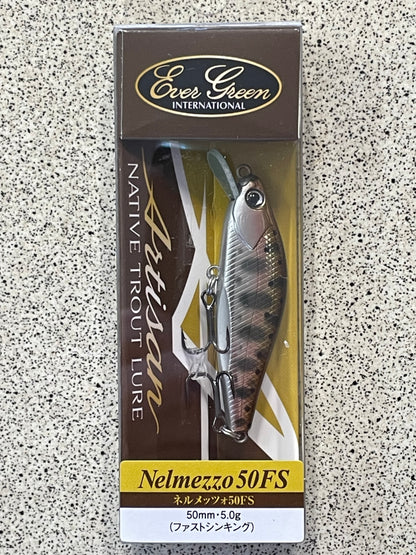 Ever Green
INTERNATIONAL
Artisan
NATIVE TROUT LURE
Nelmezzo 50FS
ネルメッツォ50FS
50mm・5.0g
(ファストシンキング)